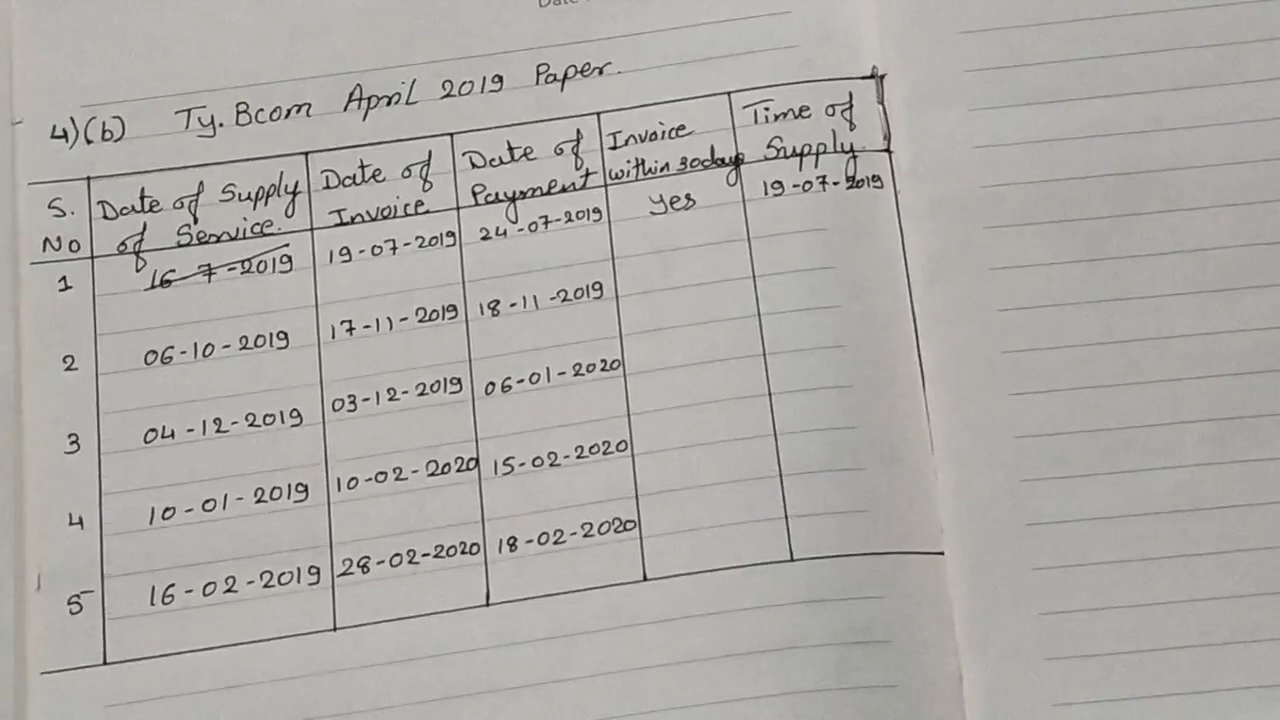 Date
4)(b) Ty. Bcom April 2019 Paper.
S. No | Date of Supply of Service. | Date of Invoice | Date of Payment | Invoice within 30 days | Time of Supply.
1 | 16-7-2019 | 19-07-2019 | 24-07-2019 | yes | 19-07-2019
2 | 06-10-2019 | 17-11-2019 | 18-11-2019
3 | 04-12-2019 | 03-12-2019 | 06-01-2020
4 | 10-01-2019 | 10-02-2020 | 15-02-2020
5 | 16-02-2019 | 28-02-2020 | 18-02-2020